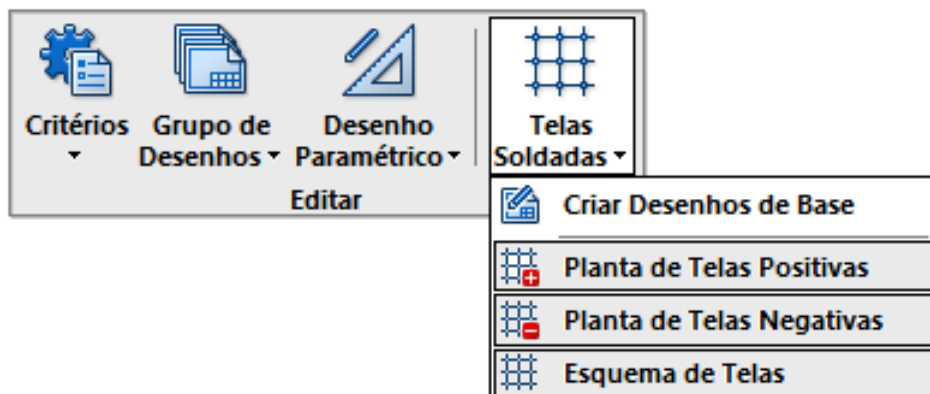 Critérios Grupo de Desenho Telas
Desenhos Paramétrico Soldadas
Editar
Criar Desenhos de Base
Planta de Telas Positivas
Planta de Telas Negativas
Esquema de Telas